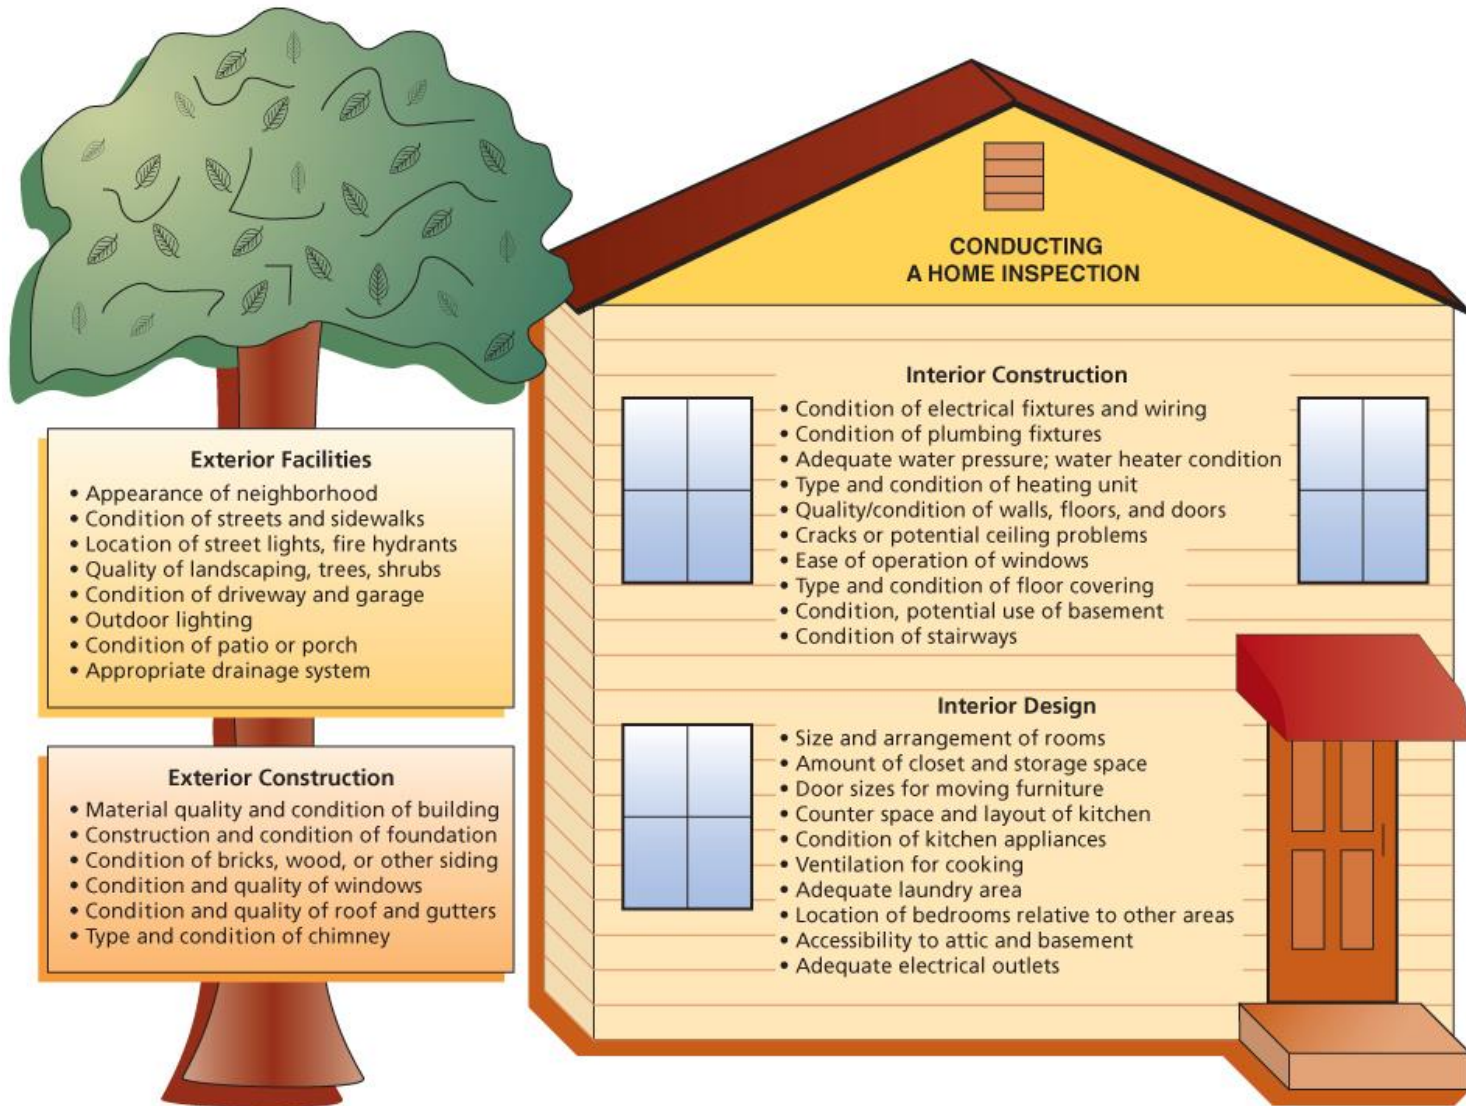 CONDUCTING
A HOME INSPECTION
Exterior Facilities
• Appearance of neighborhood
• Condition of streets and sidewalks
• Location of street lights, fire hydrants
• Quality of landscaping, trees, shrubs
• Condition of driveway and garage
• Outdoor lighting
• Condition of patio or porch
• Appropriate drainage system
Exterior Construction
• Material quality and condition of building
• Construction and condition of foundation
• Condition of bricks, wood, or other siding
• Condition and quality of windows
• Condition and quality of roof and gutters
• Type and condition of chimney
Interior Construction
• Condition of electrical fixtures and wiring
• Condition of plumbing fixtures
• Adequate water pressure; water heater condition
• Type and condition of heating unit
• Quality/condition of walls, floors, and doors
• Cracks or potential ceiling problems
• Ease of operation of windows
• Type and condition of floor covering
• Condition, potential use of basement
• Condition of stairways
Interior Design
• Size and arrangement of rooms
• Amount of closet and storage space
• Door sizes for moving furniture
• Counter space and layout of kitchen
• Condition of kitchen appliances
• Ventilation for cooking
• Adequate laundry area
• Location of bedrooms relative to other areas
• Accessibility to attic and basement
• Adequate electrical outlets